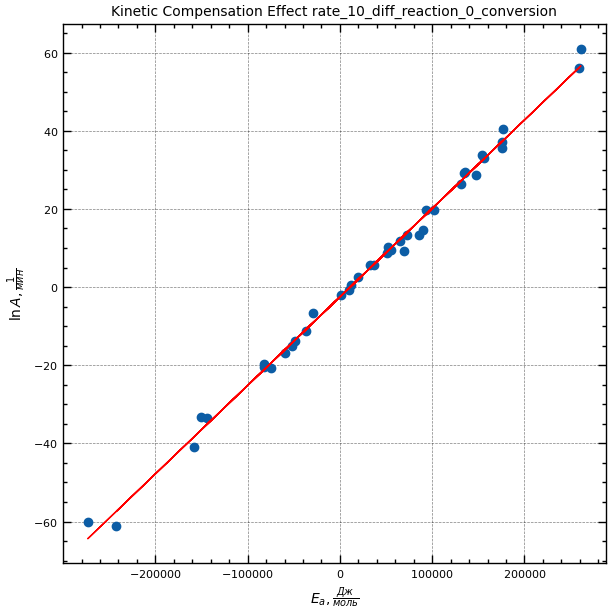 Kinetic Compensation Effect rate_10_diff_reaction_0_conversion
60
40
20
0
−20
−40
−60
ln A, 1/мин
−200000 −100000 0 100000 200000
E_a, Дж/моль